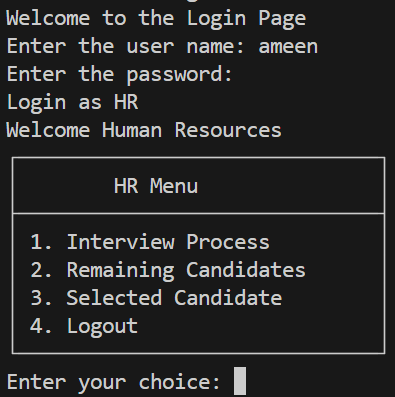 Welcome to the Login Page
Enter the user name: ameen
Enter the password:
Login as HR
Welcome Human Resources
HR Menu
1. Interview Process
2. Remaining Candidates
3. Selected Candidate
4. Logout
Enter your choice: